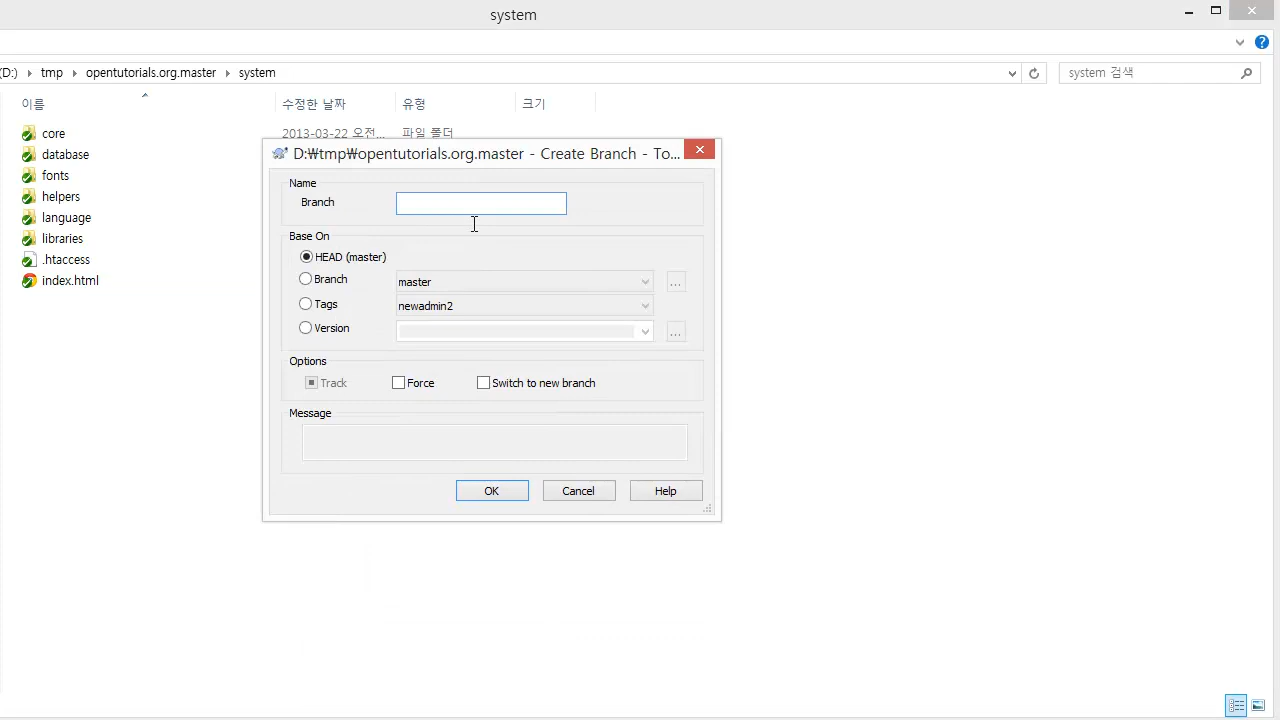 system
(D:) tmp opentutorials.org.master system
system 검색
이름 수정한 날짜 유형 크기
core 2013-03-22 오전... 파일 폴더
database
fonts
helpers
language
libraries
.htaccess
index.html
D:₩tmp₩opentutorials.org.master - Create Branch - To...
Name
Branch
Base On
HEAD (master)
Branch master ...
Tags newadmin2
Version ...
Options
Track Force Switch to new branch
Message
OK Cancel Help